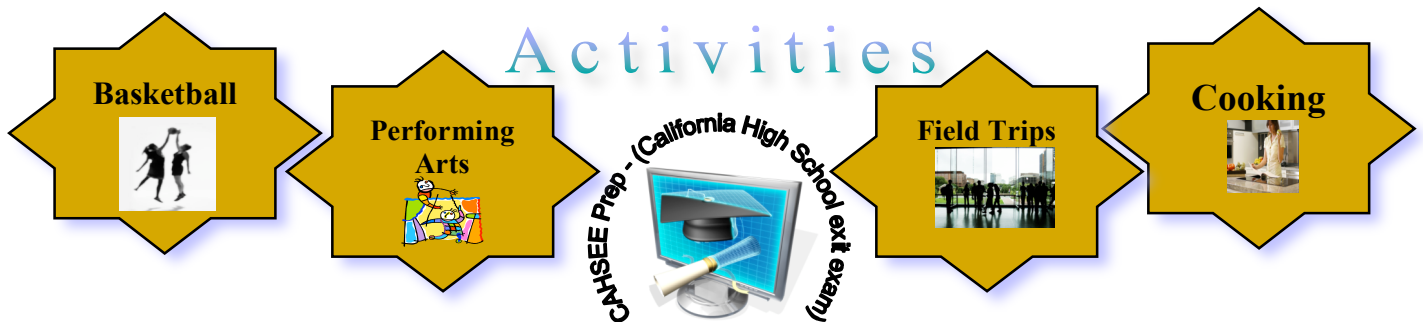 Activities
Basketball
Performing
Arts
CAHSEE Prep - (California High School exit exam)
Field Trips
Cooking